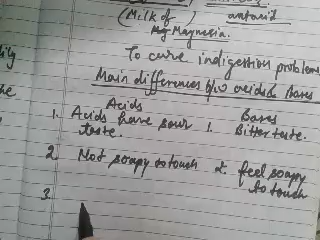 (Milk of
Magnesia.
antacid
To cure indigestion problems
Main differences b/w acids & Bases
Acids
Bases
1. Acids have sour taste.
1. Bitter taste.
2. Not soapy to touch
2. feel soapy to touch
3.